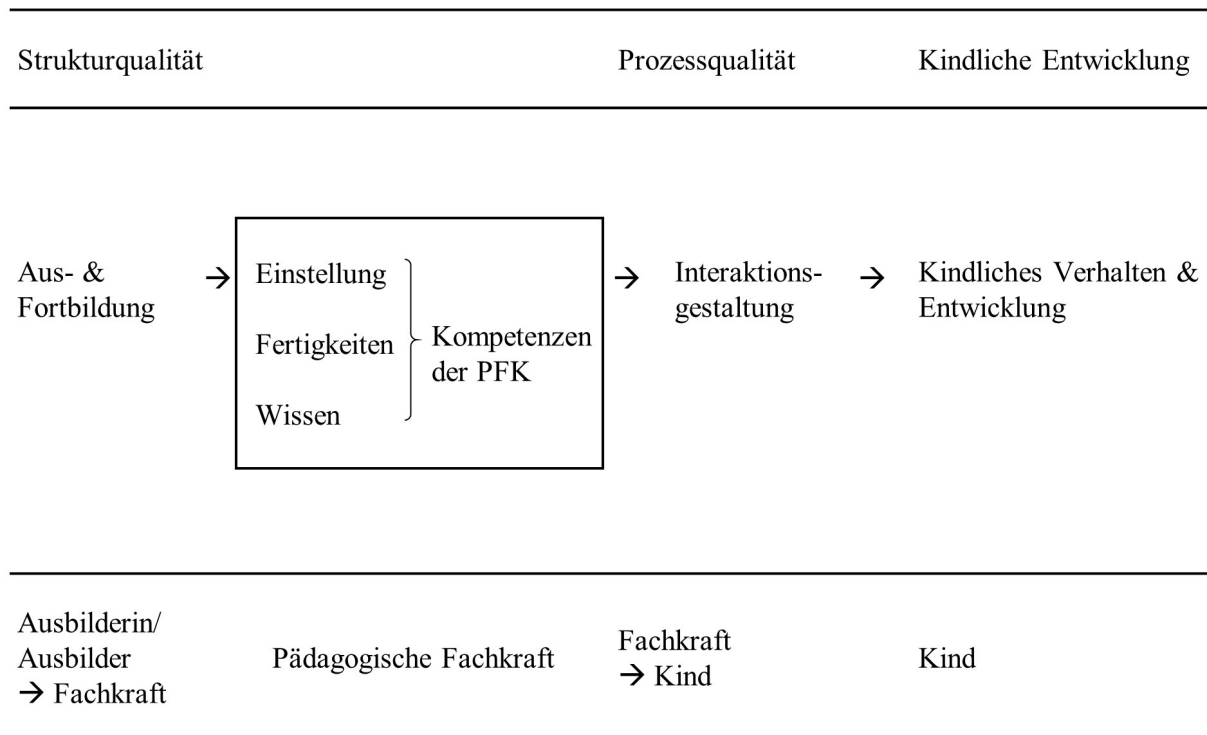 Strukturqualität
Prozessqualität
Kindliche Entwicklung
Aus- &
Fortbildung
→
Einstellung
Fertigkeiten
Wissen
Kompetenzen
der PFK
→
Interaktions-
gestaltung
→
Kindliches Verhalten &
Entwicklung
Ausbilderin/
Ausbilder
→ Fachkraft
Pädagogische Fachkraft
Fachkraft
→ Kind
Kind